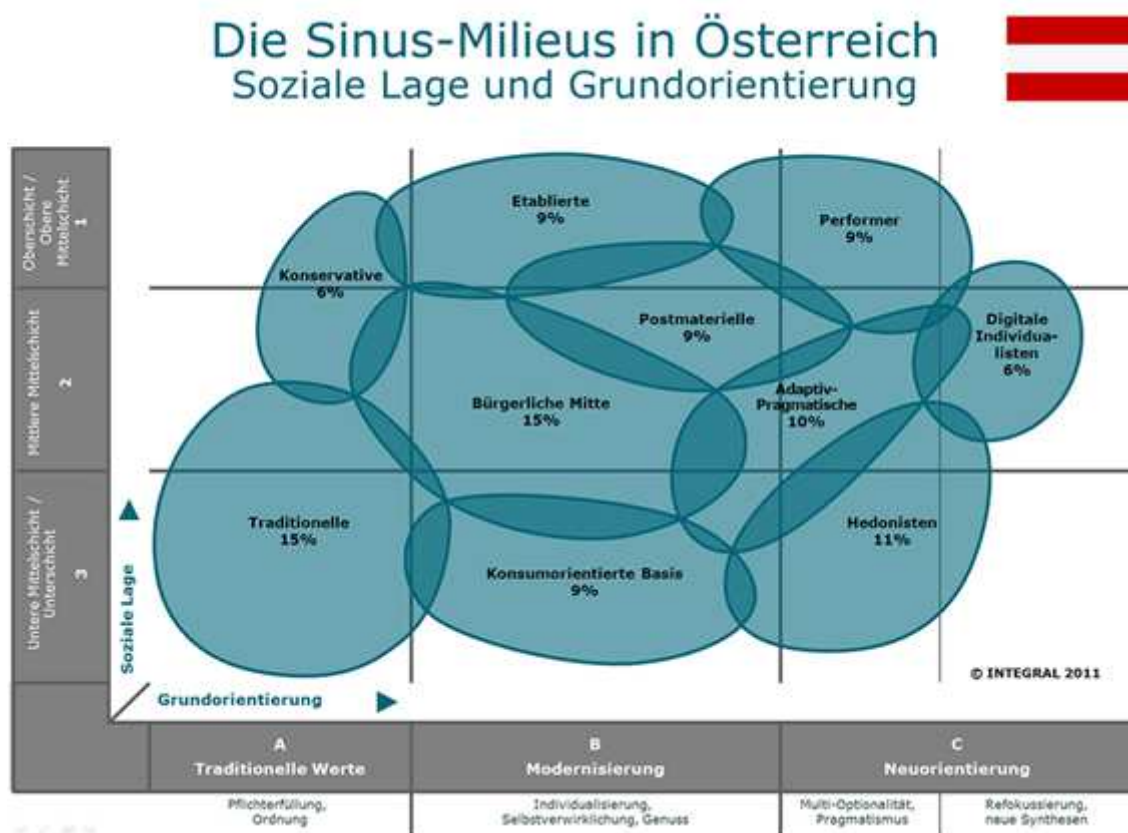 Die Sinus-Milieus in Österreich
Soziale Lage und Grundorientierung
Oberschicht /
Obere
Mittelschicht
1
Etablierte
9%
Performer
9%
Konservative
6%
Mittlere Mittelschicht
2
Postmaterielle
9%
Digitale
Individua-
listen
6%
Bürgerliche Mitte
15%
Adaptiv-
Pragmatische
10%
Untere Mittelschicht /
Unterschicht
3
Soziale Lage
Traditionelle
15%
Hedonisten
11%
Konsumorientierte Basis
9%
© INTEGRAL 2011
Grundorientierung
A
Traditionelle Werte
B
Modernisierung
C
Neuorientierung
Pflichterfüllung,
Ordnung
Individualisierung,
Selbstverwirklichung, Genuss
Multi-Optionalität,
Pragmatismus
Refokussierung,
neue Synthesen